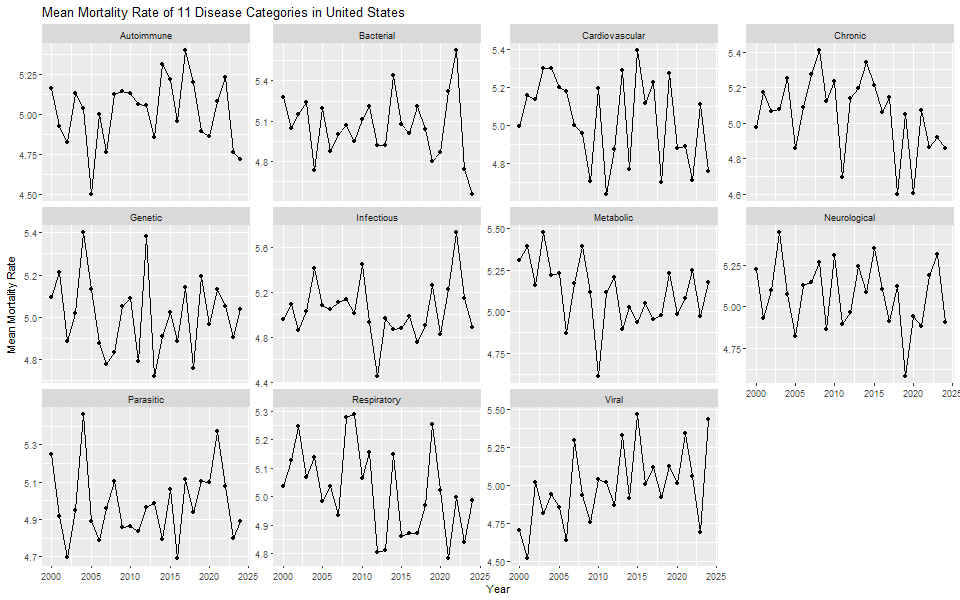 Mean Mortality Rate of 11 Disease Categories in United States
Autoimmune
Bacterial
Cardiovascular
Chronic
5.25
5.00
4.75
4.50
5.4
5.1
4.8
5.4
5.2
5.0
4.8
5.4
5.2
5.0
4.8
4.6
Genetic
Infectious
Metabolic
Neurological
5.4
5.2
5.0
4.8
5.6
5.2
4.8
4.4
5.50
5.25
5.00
4.75
5.25
5.00
4.75
2000 2005 2010 2015 2020 2025
Parasitic
Respiratory
Viral
5.3
5.1
4.9
4.7
5.3
5.2
5.1
5.0
4.9
4.8
5.50
5.25
5.00
4.75
4.50
2000 2005 2010 2015 2020 2025
2000 2005 2010 2015 2020 2025
2000 2005 2010 2015 2020 2025
Mean Mortality Rate
Year